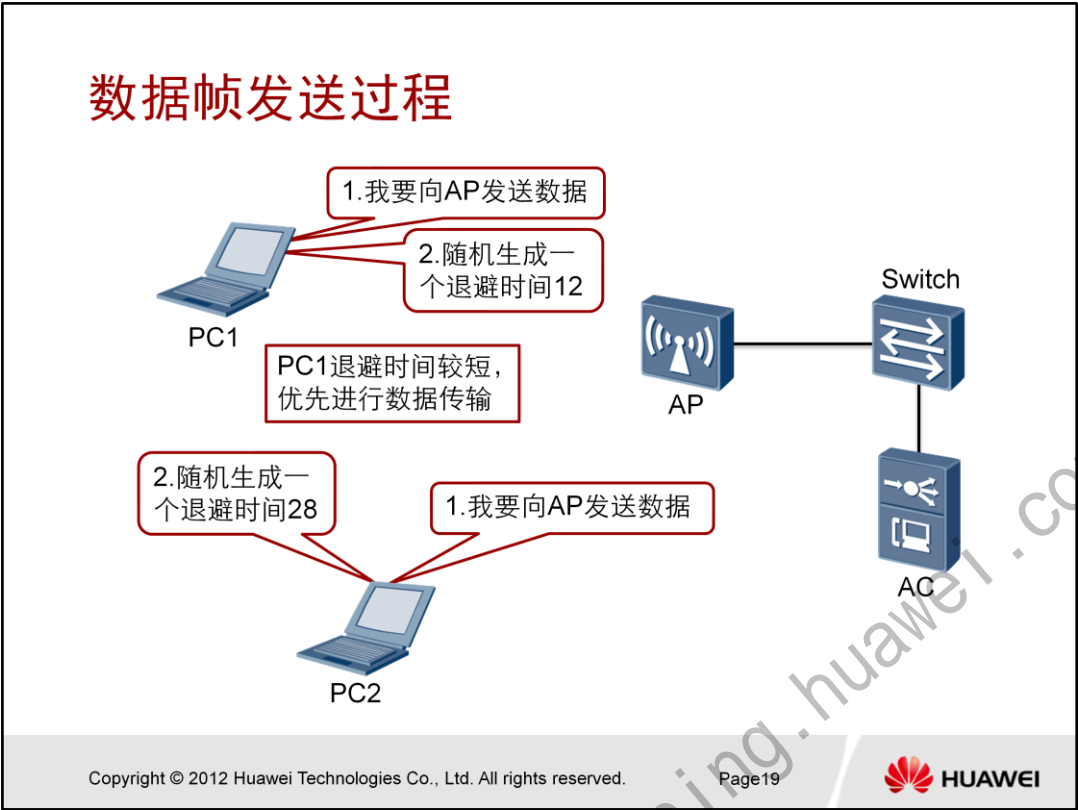 数据帧发送过程
1.我要向AP发送数据
2.随机生成一
个退避时间12
PC1
Switch
PC1退避时间较短，
优先进行数据传输
AP
2.随机生成一
个退避时间28
1.我要向AP发送数据
AC
PC2
Copyright © 2012 Huawei Technologies Co., Ltd. All rights reserved.
Page19
HUAWEI
ning.huawei.co